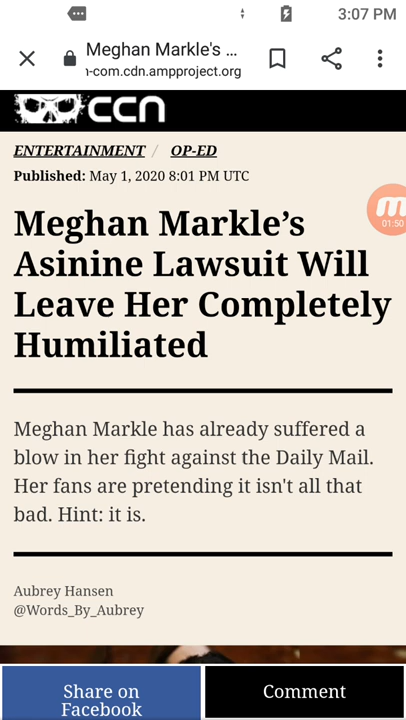 3:07 PM
Meghan Markle's ...
-com.cdn.ampproject.org
ccn
ENTERTAINMENT / OP-ED
Published: May 1, 2020 8:01 PM UTC
01:50
Meghan Markle’s
Asinine Lawsuit Will
Leave Her Completely
Humiliated
Meghan Markle has already suffered a
blow in her fight against the Daily Mail.
Her fans are pretending it isn't all that
bad. Hint: it is.
Aubrey Hansen
@Words_By_Aubrey
Share on
Facebook
Comment